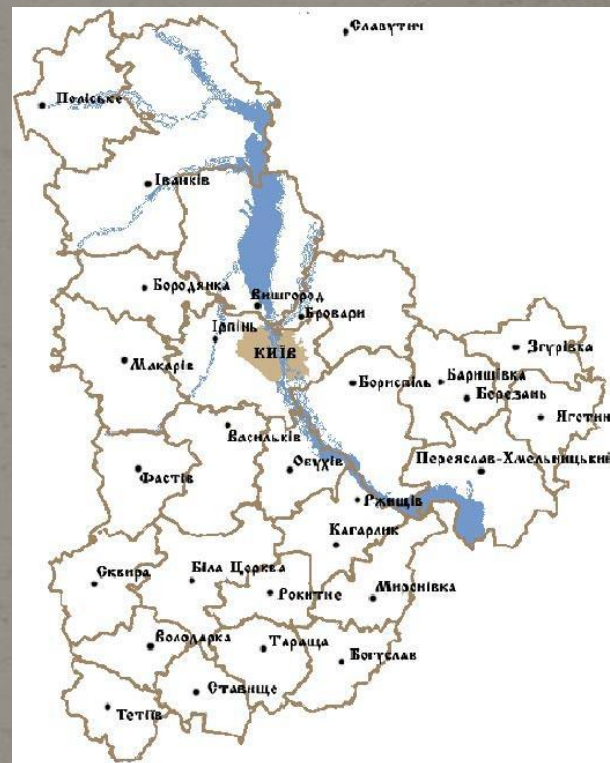 Славутич
Поліське
Іванків
Бородянка
Вишгород
Бровари
Ірпінь
КИЇВ
Згурівка
Макарів
Бориспіль
Баришівка
Березань
Яготин
Васильків
Обухів
Переяслав-Хмельницький
Фастів
Ржищів
Кагарлик
Сквира
Біла Церква
Рокитне
Миронівка
Володарка
Тараща
Богуслав
Ставище
Тетіїв